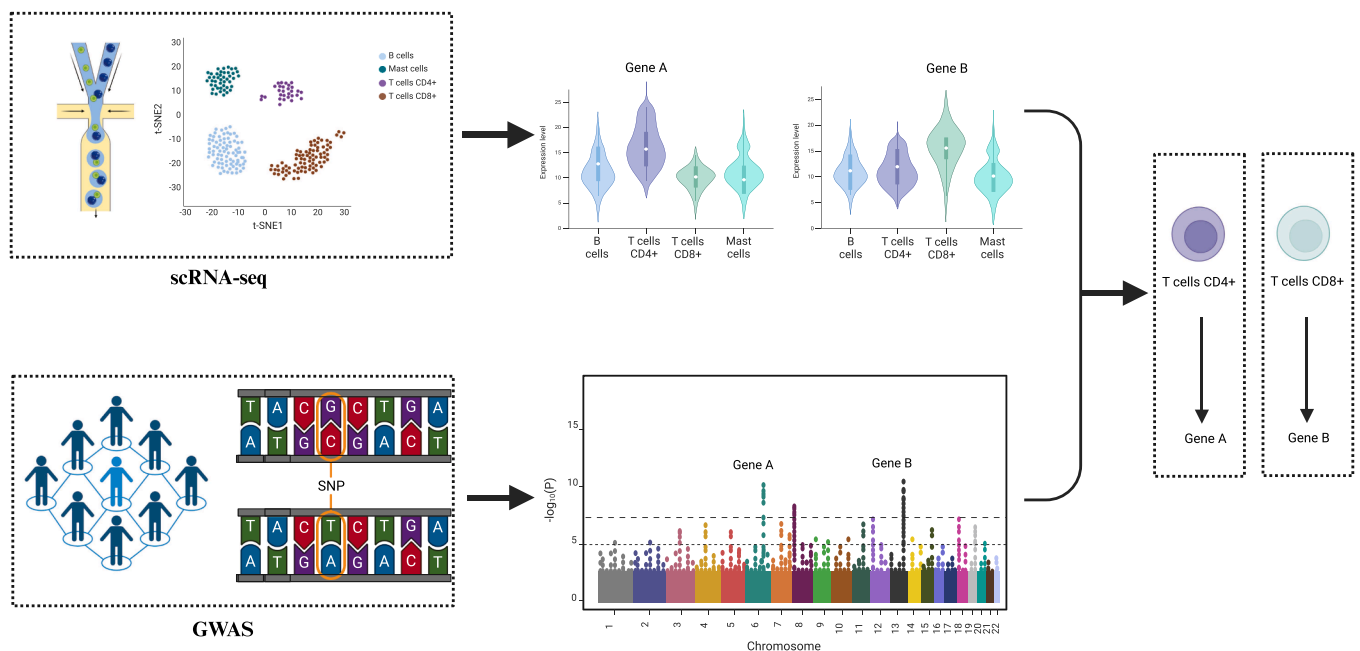 30
20
10
0
-10
-20
-30
t-SNE2
-30 -20 -10 0 10 20 30
t-SNE1
B cells
Mast cells
T cells CD4+
T cells CD8+
scRNA-seq
Gene A
Expression level
25
20
15
10
5
0
B cells
T cells CD4+
T cells CD8+
Mast cells
Gene B
Expression level
25
20
15
10
5
0
B cells
T cells CD4+
T cells CD8+
Mast cells
T cells CD4+
Gene A
T cells CD8+
Gene B
T A C G C T G A
A T G C G A C T
SNP
T A C T C T G A
A T G A G A C T
GWAS
Gene A
Gene B
-log10(P)
15
10
5
0
1 2 3 4 5 6 7 8 9 10 11 12 13 14 15 16 17 18 19 20 21 22
Chromosome